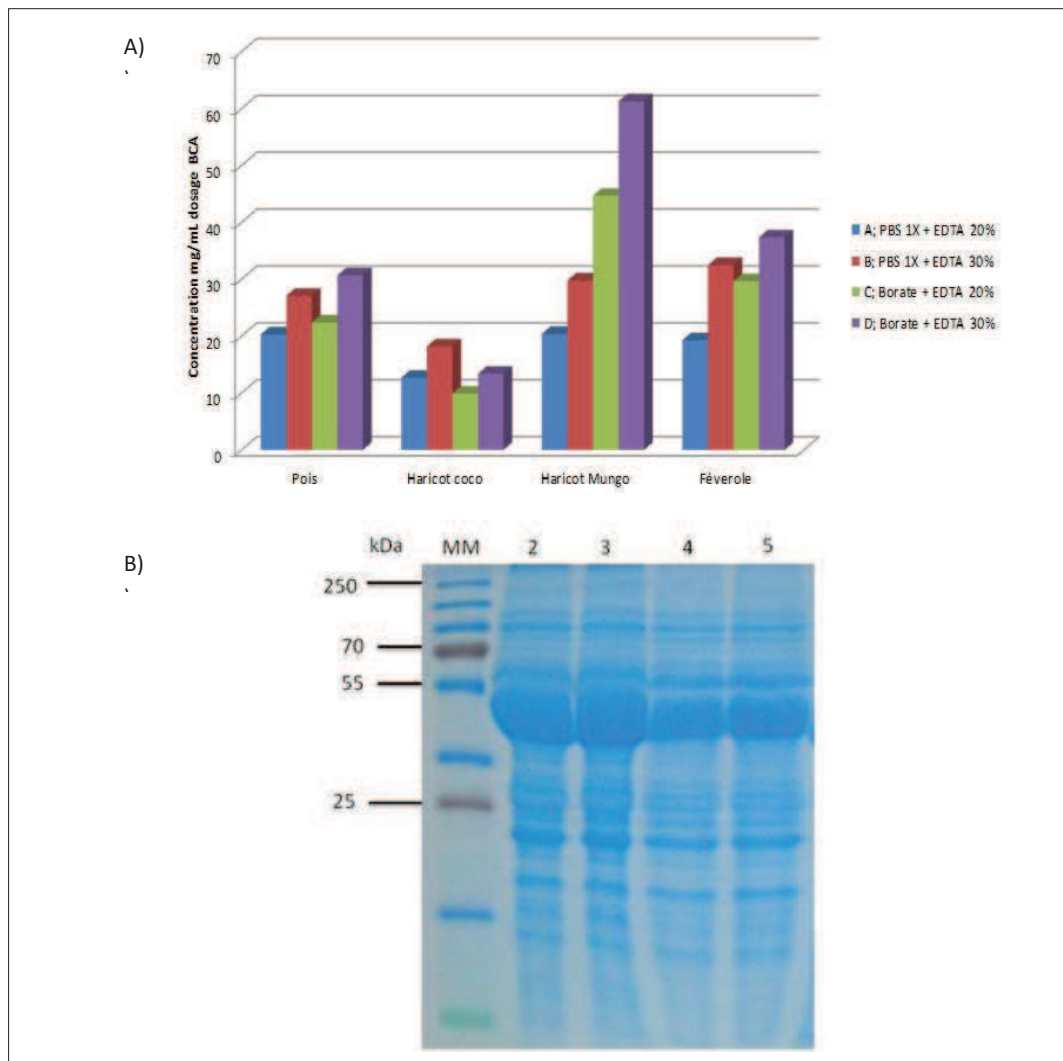 A)
70
60
50
40
30
20
10
0
Concentration mg/mL dosage BCA
Pois
Haricot coco
Haricot Mungo
Féverole
A; PBS 1X + EDTA 20%
B; PBS 1X + EDTA 30%
C; Borate + EDTA 20%
D; Borate + EDTA 30%
B)
kDa MM 2 3 4 5
250
70
55
25